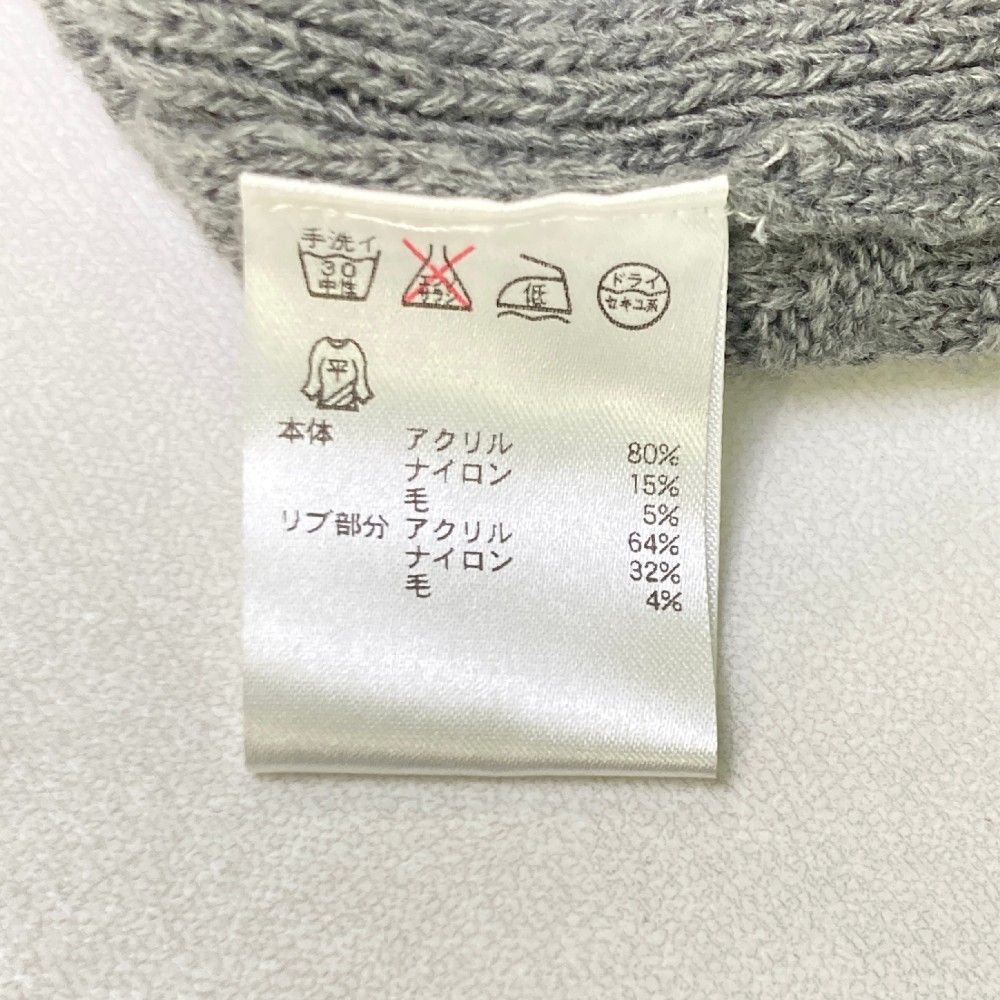 手洗イ
30
中性
エンソ
サラシ
低
ドライ
セキユ系
平
本体 アクリル 80%
ナイロン 15%
毛 5%
リブ部分 アクリル 64%
ナイロン 32%
毛 4%